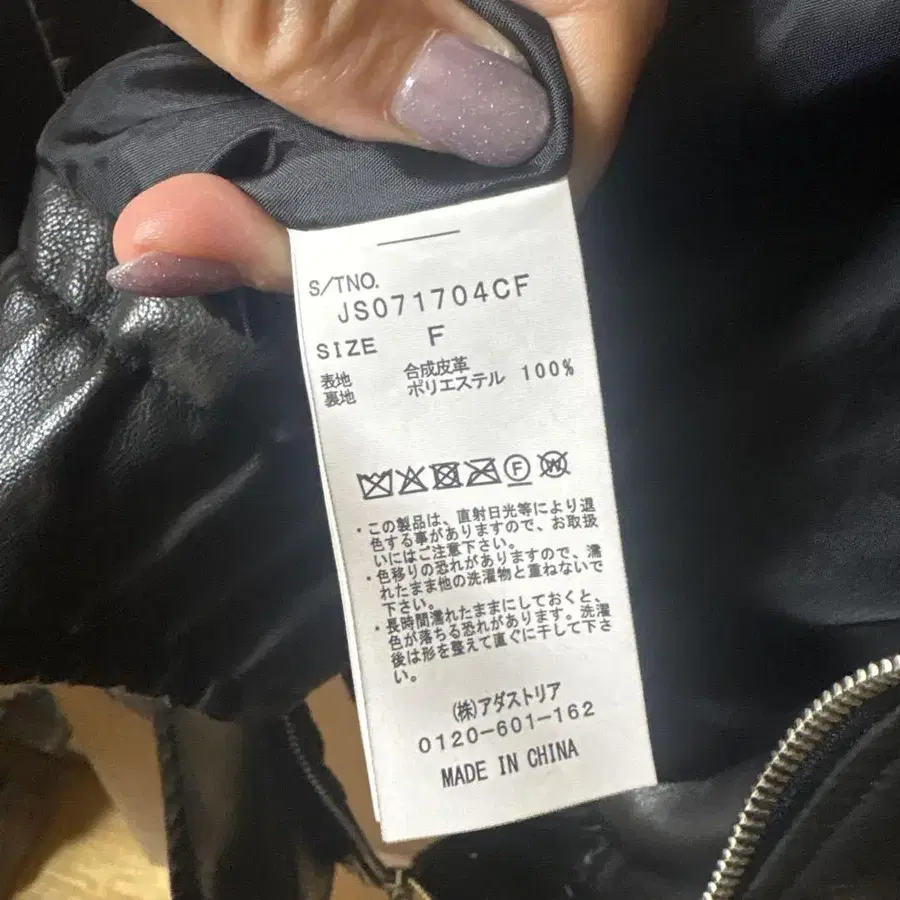 S/TNO.
JS071704CF
SIZE F
表地 合成皮革
裏地 ポリエステル 100%
F W
・この製品は、直射日光等により退
色する事がありますので、お取扱
いにはご注意下さい。
・色移りの恐れがありますので、濡
れたまま他の洗濯物と重ねないで
下さい。
・長時間濡れたままにしておくと、
色が落ちる恐れがあります。洗濯
後は形を整えて直ぐに干して下さ
い。
(株)アダストリア
0120-601-162
MADE IN CHINA